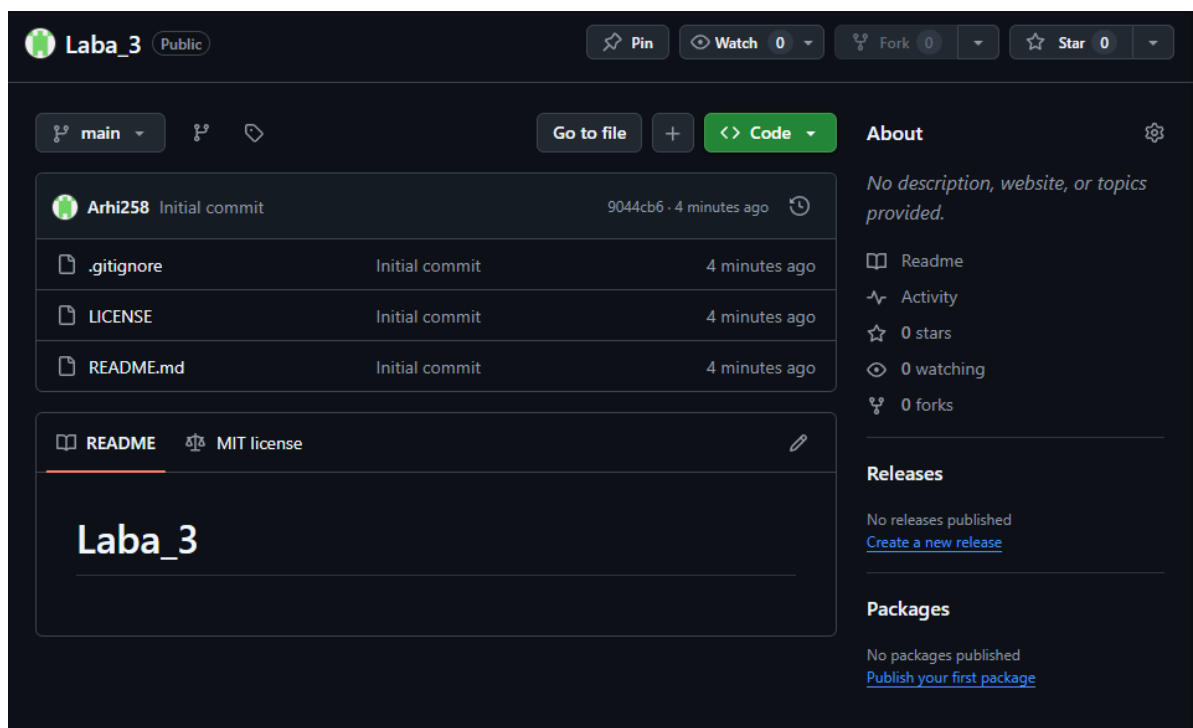 Laba_3 Public Pin Watch 0 Fork 0 Star 0
main Go to file + <> Code
Arhi258 Initial commit 9044cb6 · 4 minutes ago
.gitignore Initial commit 4 minutes ago
LICENSE Initial commit 4 minutes ago
README.md Initial commit 4 minutes ago
README MIT license
Laba_3
About
No description, website, or topics
provided.
Readme
Activity
0 stars
0 watching
0 forks
Releases
No releases published
Create a new release
Packages
No packages published
Publish your first package